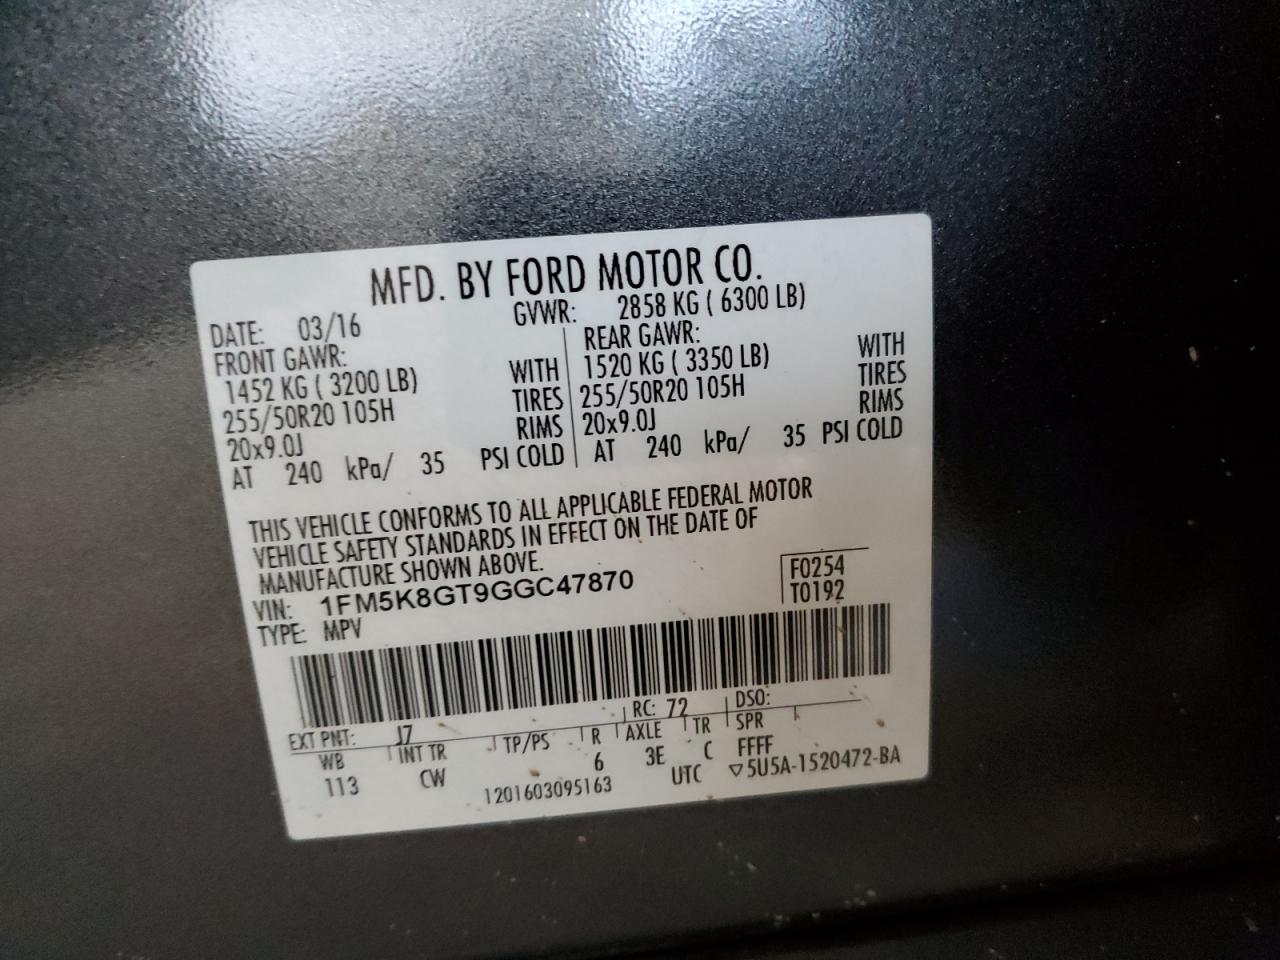 MFD. BY FORD MOTOR CO.
DATE: 03/16 GVWR: 2858 KG ( 6300 LB)
FRONT GAWR: REAR GAWR:
1452 KG ( 3200 LB) WITH 1520 KG ( 3350 LB) WITH
255/50R20 105H TIRES 255/50R20 105H TIRES
20x9.0J RIMS 20x9.0J RIMS
AT 240 kPa/ 35 PSI COLD AT 240 kPa/ 35 PSI COLD
THIS VEHICLE CONFORMS TO ALL APPLICABLE FEDERAL MOTOR
VEHICLE SAFETY STANDARDS IN EFFECT ON THE DATE OF
MANUFACTURE SHOWN ABOVE.
VIN: 1FM5K8GT9GGC47870 F0254
TYPE: MPV T0192
EXT PNT: J7 RC: 72 DSO:
WB INT TR TP/PS R AXLE TR SPR
113 CW 6 3E C FFFF
1201603095163 UTC ▽5U5A-1520472-BA